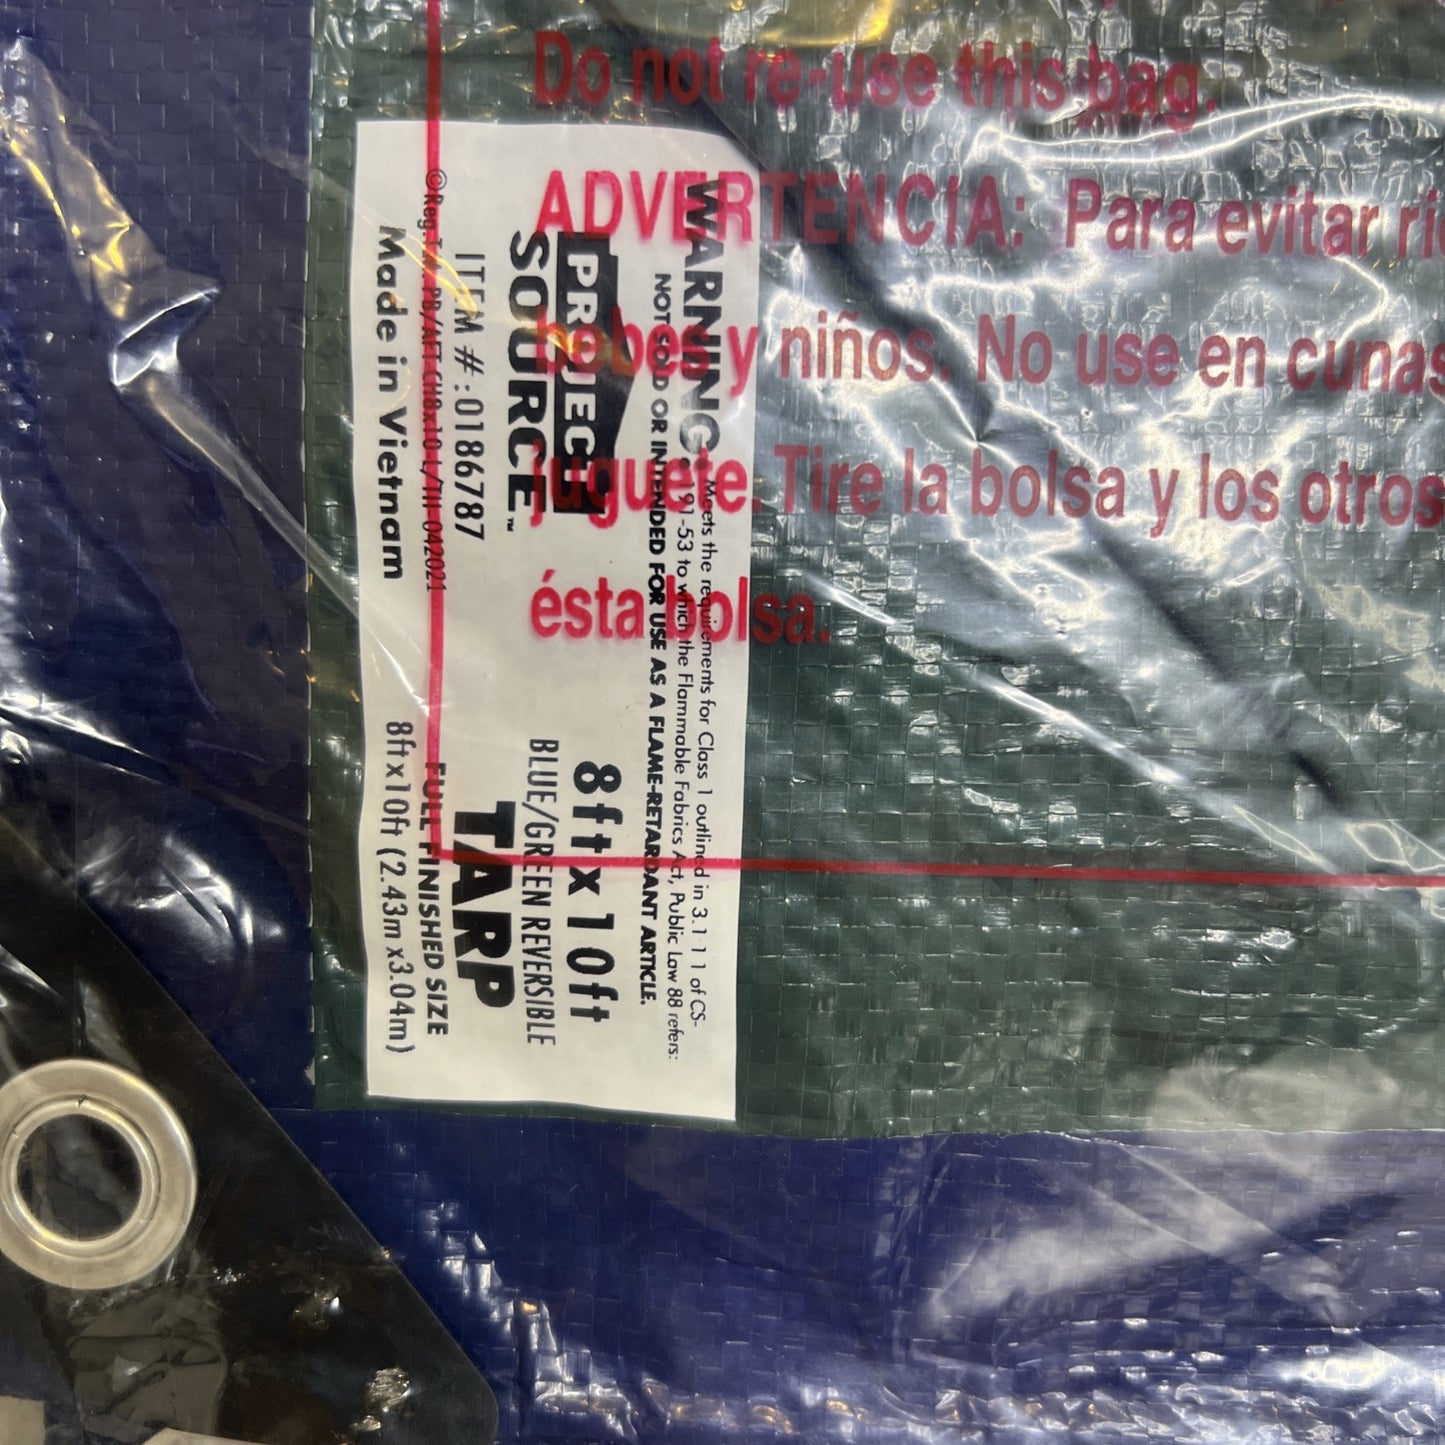 Do not re-use this bag.
ADVERTENCIA: Para evitar
bebes y niños. No use en cunas
juguete. Tire la bolsa y los otros
ésta bolsa.
WARNING: Meets the requirements for Class 1 outlined in 3.1 1 1 of CS-
191-53 to which the Flammable Fabrics Act, Public Law 88 refers:
NOT SOLD OR INTENDED FOR USE AS A FLAME-RETARDANT ARTICLE.
PROJECT
SOURCE™
ITEM #:0186787
Made in Vietnam
8ft x 10ft
BLUE/GREEN REVERSIBLE
TARP
FULL FINISHED SIZE
8ft x 10ft (2.43m x3.04m)